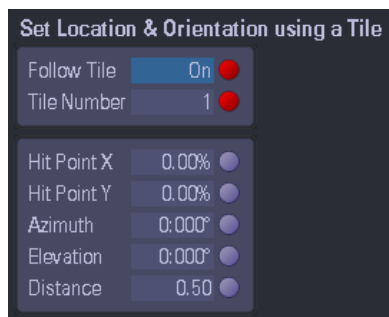 Set Location & Orientation using a Tile
Follow Tile On
Tile Number 1
Hit Point X 0.00%
Hit Point Y 0.00%
Azimuth 0:000°
Elevation 0:000°
Distance 0.50